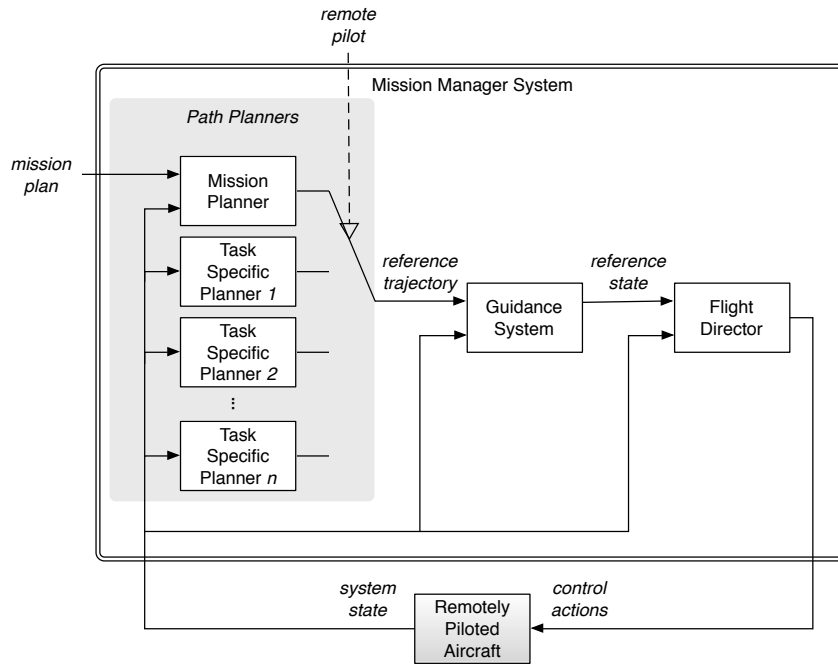 remote
pilot
Mission Manager System
Path Planners
mission
plan
Mission
Planner
Task
Specific
Planner 1
Task
Specific
Planner 2
...
Task
Specific
Planner n
reference
trajectory
Guidance
System
reference
state
Flight
Director
system
state
Remotely
Piloted
Aircraft
control
actions